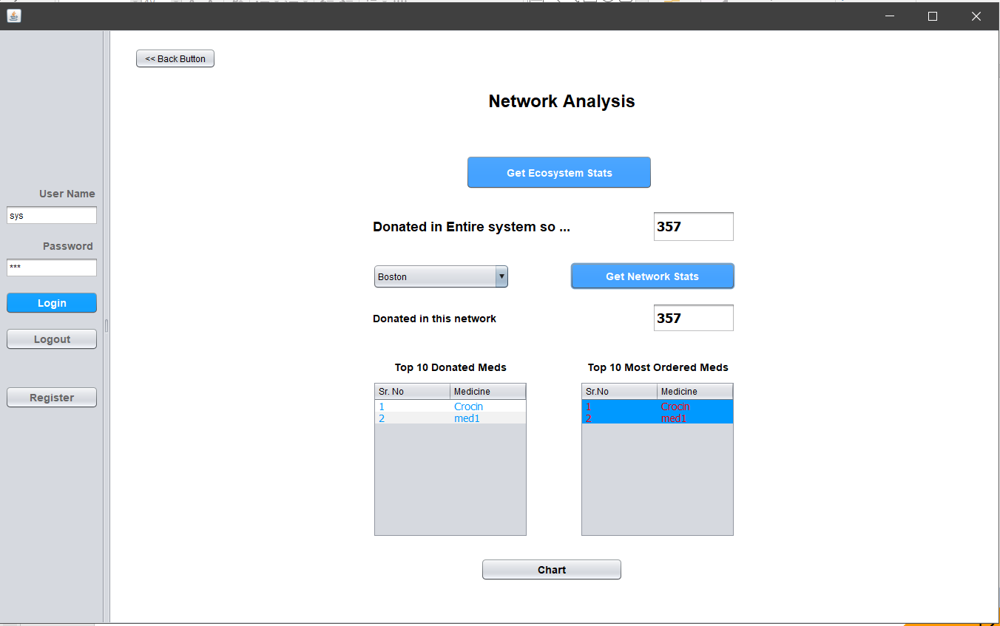 << Back Button
Network Analysis
Get Ecosystem Stats
User Name
sys
Donated in Entire system so ...
357
Password
***
Boston
Get Network Stats
Login
Donated in this network
357
Logout
Top 10 Donated Meds
Top 10 Most Ordered Meds
Sr. No Medicine
1 Crocin
2 med1
Sr.No Medicine
1 Crocin
2 med1
Register
Chart